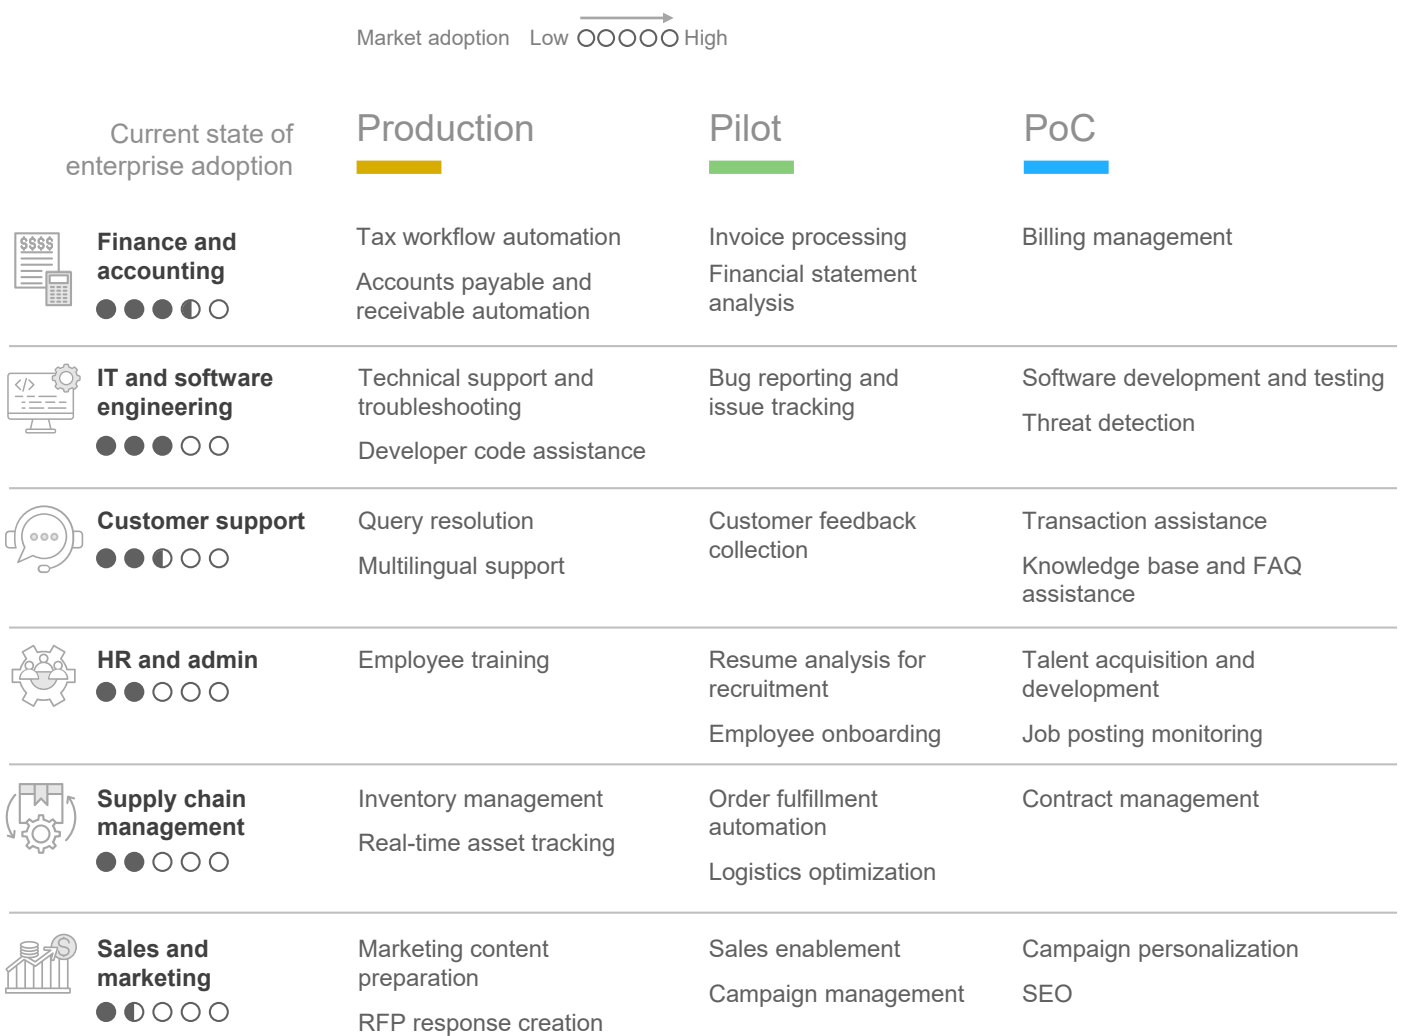 Market adoption Low High
Current state of
enterprise adoption
Production
Pilot
PoC
$$$$
Finance and
accounting
Tax workflow automation
Accounts payable and
receivable automation
Invoice processing
Financial statement
analysis
Billing management
</>
IT and software
engineering
Technical support and
troubleshooting
Developer code assistance
Bug reporting and
issue tracking
Software development and testing
Threat detection
Customer support
Query resolution
Multilingual support
Customer feedback
collection
Transaction assistance
Knowledge base and FAQ
assistance
HR and admin
Employee training
Resume analysis for
recruitment
Employee onboarding
Talent acquisition and
development
Job posting monitoring
Supply chain
management
Inventory management
Real-time asset tracking
Order fulfillment
automation
Logistics optimization
Contract management
$
Sales and
marketing
Marketing content
preparation
RFP response creation
Sales enablement
Campaign management
Campaign personalization
SEO